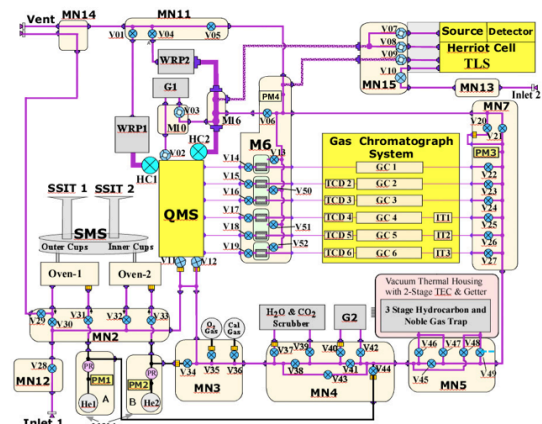 MN14
MN11
Vent
V01
V04
V05
WRP2
G1
V03
M10
M16
WRP1
HC1
HC2
V02
V06
PM4
M6
V13
V14
V15
V16
V17
V18
V19
V50
V51
V52
V07
V08
V09
V10
MN15
Source
Detector
Herriot Cell
TLS
MN13
Inlet 2
MN7
V20
V21
PM3
V22
V23
V24
V25
V26
V27
Gas Chromatograph
System
GC 1
TCD 2
GC 2
TCD 3
GC 3
TCD 4
GC 4
IT1
TCD 5
GC 5
IT2
TCD 6
GC 6
IT3
SSIT 1
SSIT 2
SMS
Outer Cups
Inner Cups
QMS
V11
V12
Oven-1
Oven-2
V29
V30
V31
V32
V33
MN2
V28
MN12
Inlet 1
PR
PM1
He1
A
PR
PM2
He2
B
V34
V35
V36
MN3
Gas
Cal
Gas
H2O & CO2
Scrubber
G2
V37
V38
V39
V40
V41
V42
V43
V44
MN4
Vacuum Thermal Housing
with 2-Stage TEC & Getter
3 Stage Hydrocarbon and
Noble Gas Trap
V45
V46
V47
V48
V49
MN5